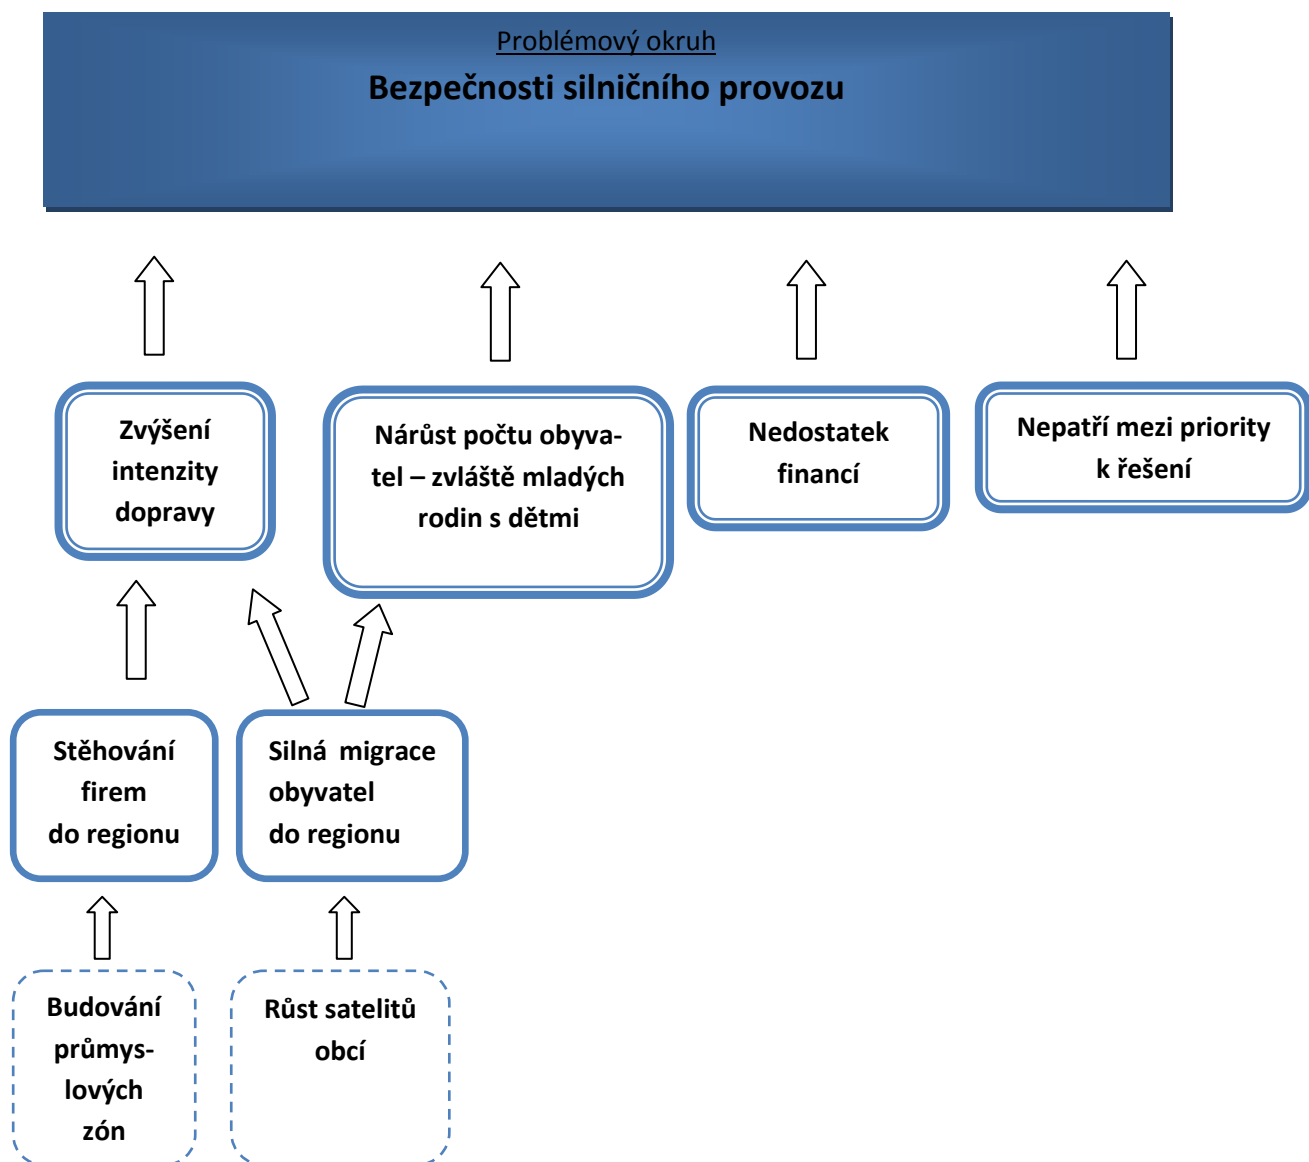 Problémový okruh
Bezpečnosti silničního provozu
Zvýšení
intenzity
dopravy
Nárůst počtu obyva-
tel – zvláště mladých
rodin s dětmi
Nedostatek
financí
Nepatří mezi priority
k řešení
Stěhování
firem
do regionu
Silná  migrace
obyvatel
do regionu
Budování
průmys-
lových
zón
Růst satelitů
obcí